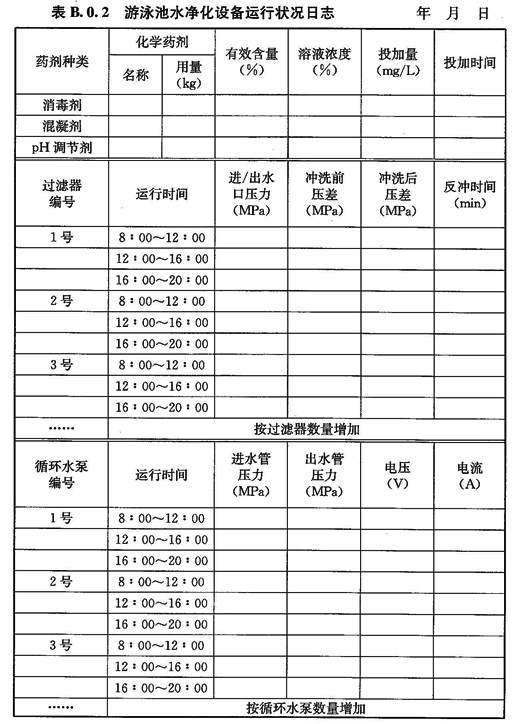 表 B.0.2 游泳池水净化设备运行状况日志 年 月 日
药剂种类 化学药剂 有效含量(%) 溶液浓度(%) 投加量(mg/L) 投加时间
名称 用量(kg)
消毒剂
混凝剂
pH 调节剂
过滤器编号 运行时间 进/出水口压力(MPa) 冲洗前压差(MPa) 冲洗后压差(MPa) 反冲时间(min)
1号 8：00～12：00
12：00～16：00
16：00～20：00
2号 8：00～12：00
12：00～16：00
16：00～20：00
3号 8：00～12：00
12：00～16：00
16：00～20：00
…… 按过滤器数量增加
循环水泵编号 运行时间 进水管压力(MPa) 出水管压力(MPa) 电压(V) 电流(A)
1号 8：00～12：00
12：00～16：00
16：00～20：00
2号 8：00～12：00
12：00～16：00
16：00～20：00
3号 8：00～12：00
12：00～16：00
16：00～20：00
…… 按循环水泵数量增加